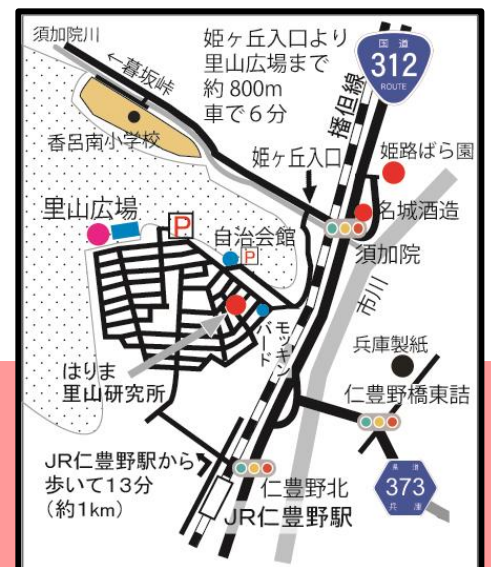 須加院川
←暮坂峠
姫ヶ丘入口より
里山広場まで
約800m
車で6分
国道
312
ROUTE
播但線
香呂南小学校
姫ヶ丘入口
姫路ばら園
里山広場
P
自治会館
P
名城酒造
須加院
市川
モッキン
バード
兵庫製紙
はりま
里山研究所
仁豊野橋東詰
JR仁豊野駅から
歩いて13分
(約1km)
仁豊野北
JR仁豊野駅
県道
373
兵庫